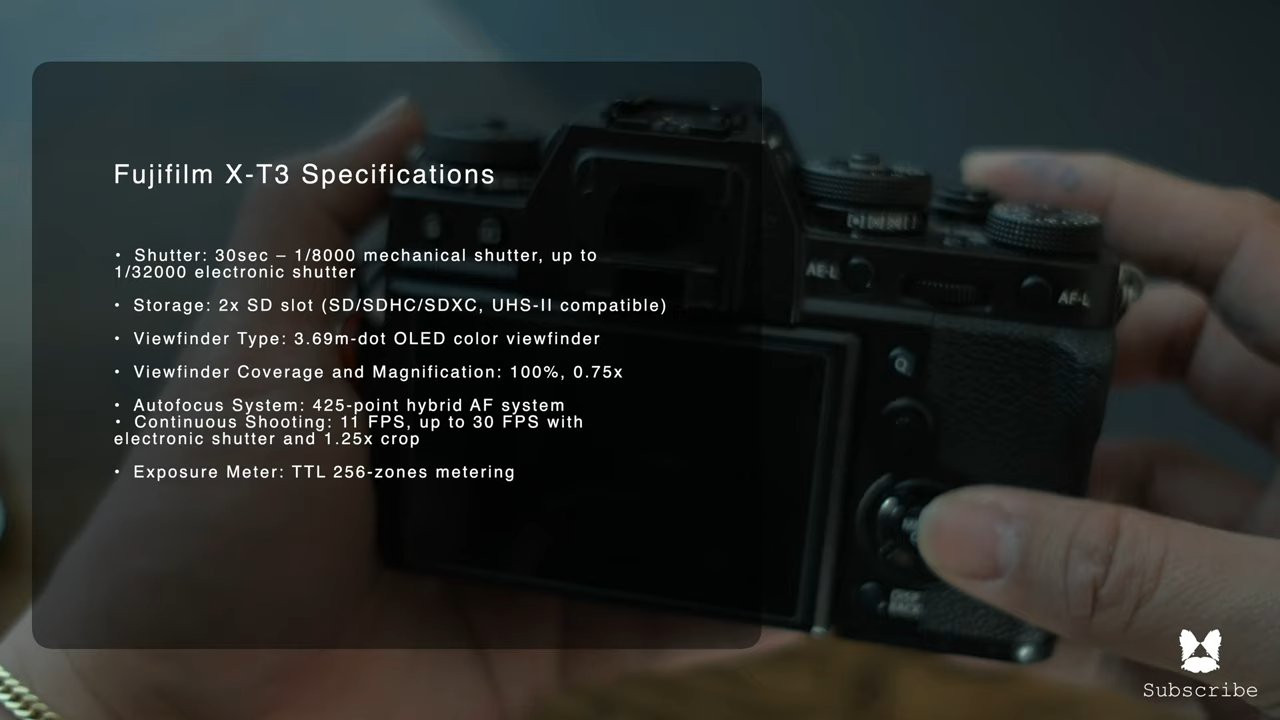 Fujifilm X-T3 Specifications
• Shutter: 30sec – 1/8000 mechanical shutter, up to
1/32000 electronic shutter
• Storage: 2x SD slot (SD/SDHC/SDXC, UHS-II compatible)
• Viewfinder Type: 3.69m-dot OLED color viewfinder
• Viewfinder Coverage and Magnification: 100%, 0.75x
• Autofocus System: 425-point hybrid AF system
• Continuous Shooting: 11 FPS, up to 30 FPS with
electronic shutter and 1.25x crop
• Exposure Meter: TTL 256-zones metering
AE-L
AF-L
Q
DISP
BACK
Subscribe